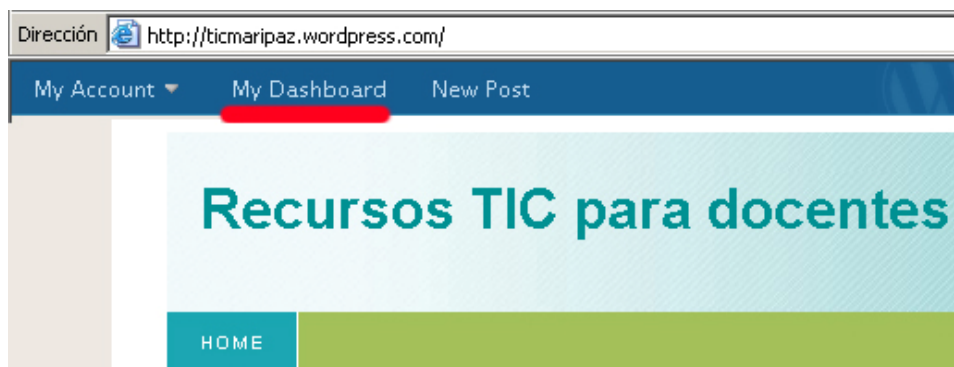 Dirección http://ticmaripaz.wordpress.com/
My Account My Dashboard New Post
Recursos TIC para docentes
HOME